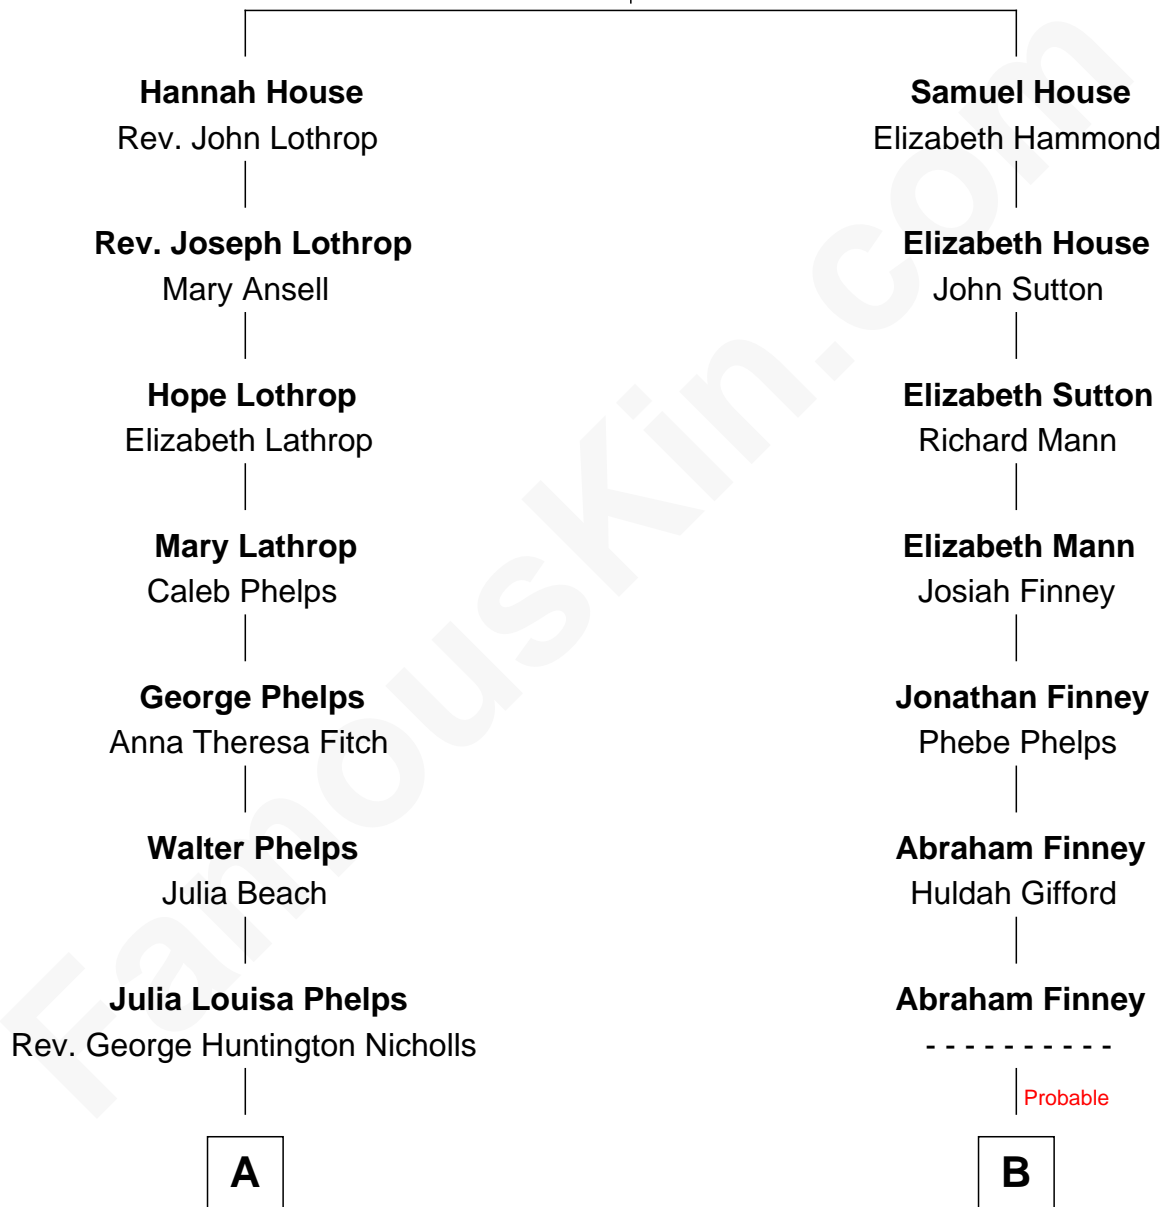 Hannah House
Rev. John Lothrop
Rev. Joseph Lothrop
Mary Ansell
Hope Lothrop
Elizabeth Lathrop
Mary Lathrop
Caleb Phelps
George Phelps
Anna Theresa Fitch
Walter Phelps
Julia Beach
Julia Louisa Phelps
Rev. George Huntington Nicholls
A
Samuel House
Elizabeth Hammond
Elizabeth House
John Sutton
Elizabeth Sutton
Richard Mann
Elizabeth Mann
Josiah Finney
Jonathan Finney
Phebe Phelps
Abraham Finney
Huldah Gifford
Abraham Finney
- - - - - - - - - -
Probable
B
FamousKin.com